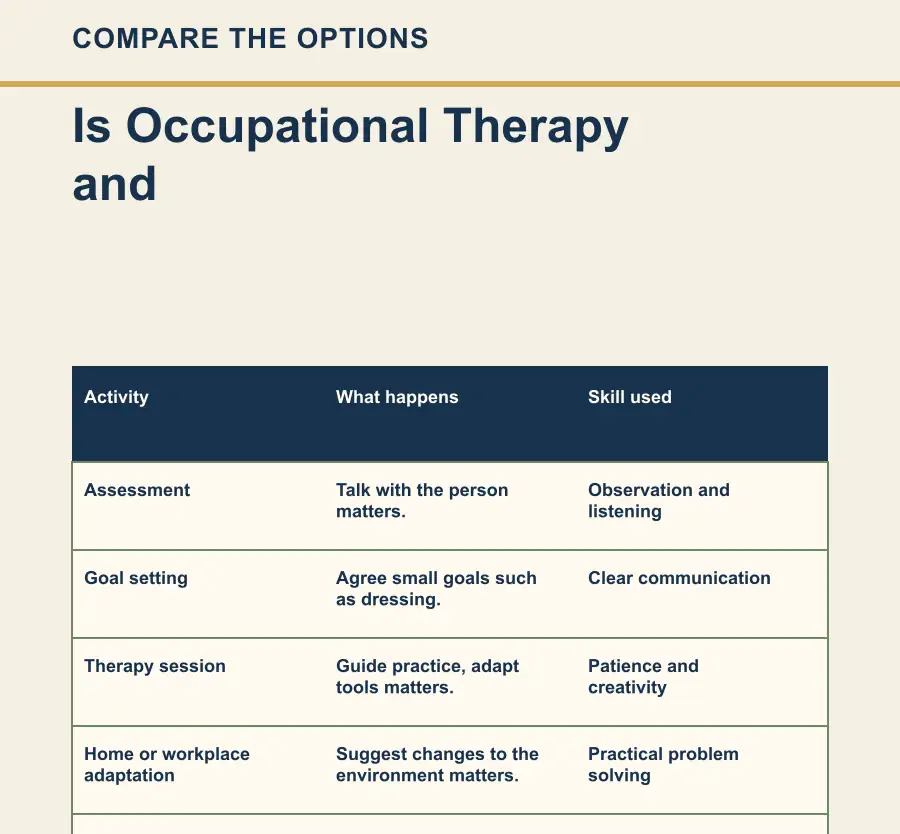 COMPARE THE OPTIONS
Is Occupational Therapy
and
Activity
What happens
Skill used
Assessment
Talk with the person
matters.
Observation and
listening
Goal setting
Agree small goals such
as dressing.
Clear communication
Therapy session
Guide practice, adapt
tools matters.
Patience and
creativity
Home or workplace
adaptation
Suggest changes to the
environment matters.
Practical problem
solving